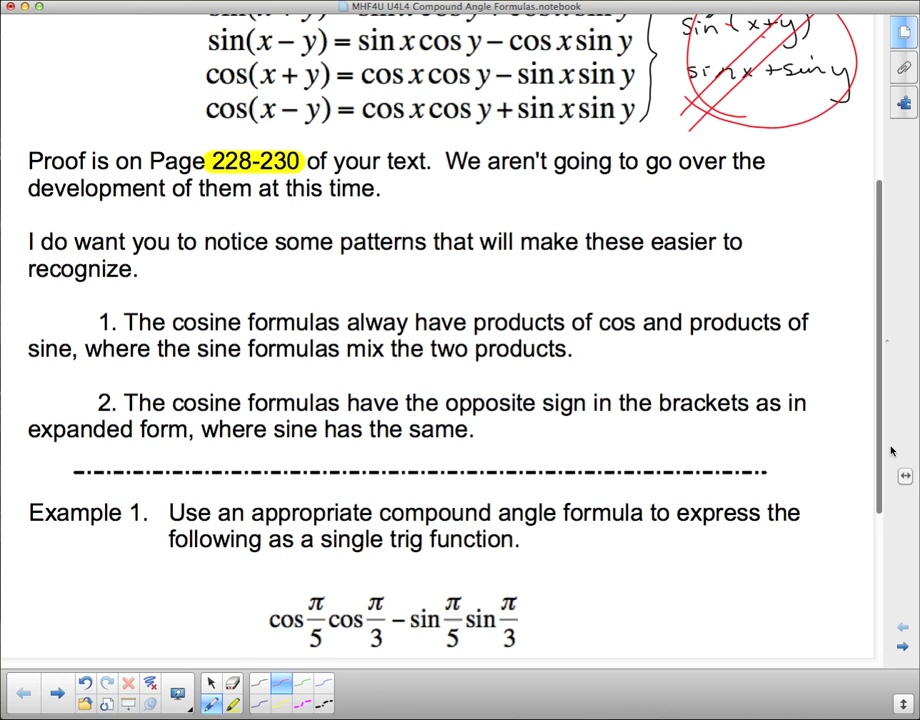 MHF4U U4L4 Compound Angle Formulas.notebook
sin(x − y) = sin x cos y − cos x sin y
cos(x + y) = cos x cos y − sin x sin y
cos(x − y) = cos x cos y + sin x sin y
sin(x+y)
sin x + sin y
Proof is on Page 228-230 of your text. We aren't going to go over the
development of them at this time.
I do want you to notice some patterns that will make these easier to
recognize.
1. The cosine formulas alway have products of cos and products of
sine, where the sine formulas mix the two products.
2. The cosine formulas have the opposite sign in the brackets as in
expanded form, where sine has the same.
Example 1. Use an appropriate compound angle formula to express the
following as a single trig function.
cos π/5 cos π/3 − sin π/5 sin π/3